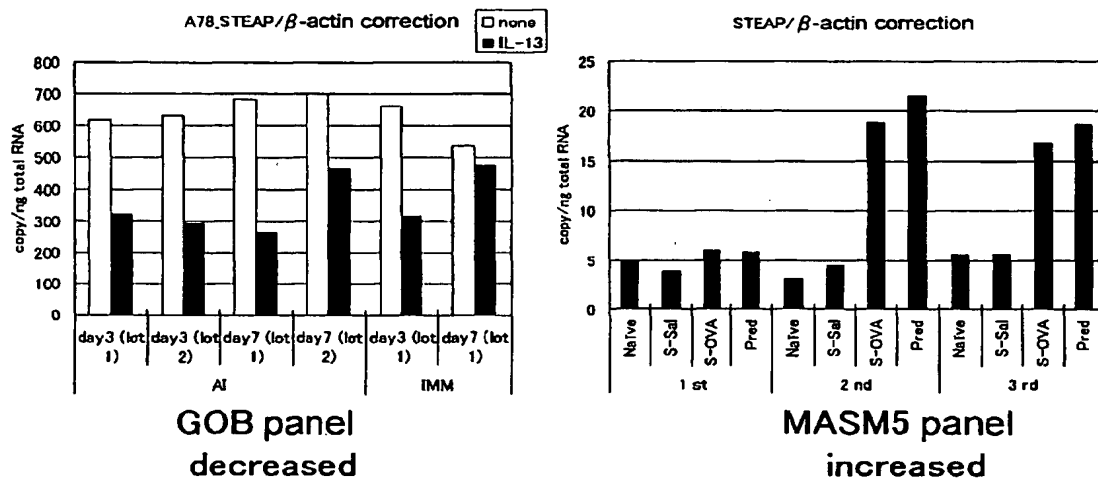 A78_STEAP/β-actin correction
none
IL-13
copy/ng total RNA
800
700
600
500
400
300
200
100
0
day3 (lot 1)
day3 (lot 2)
day7 (lot 1)
day7 (lot 2)
day3 (lot 1)
day7 (lot 1)
AI
IMM
GOB panel
decreased
STEAP/β-actin correction
copy/ng total RNA
25
20
15
10
5
0
Naïve
S-Sal
S-OVA
Pred
Naïve
S-Sal
S-OVA
Pred
Naïve
S-Sal
S-OVA
Pred
1 st
2 nd
3 rd
MASM5 panel
increased